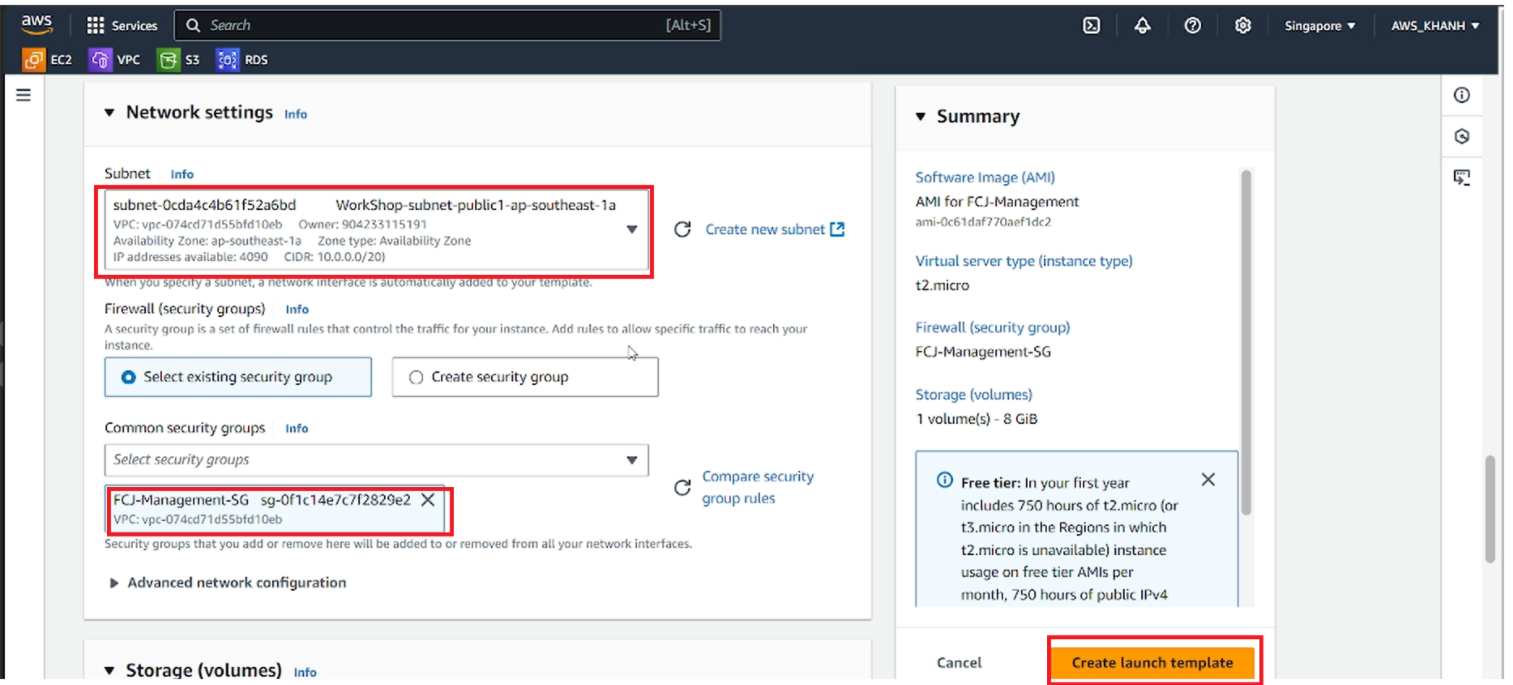 aws
Services
Search [Alt+S]
Singapore
AWS_KHANH
EC2
VPC
S3
RDS
Network settings Info
Subnet Info
subnet-0cda4c4b61f52a6bd WorkShop-subnet-public1-ap-southeast-1a
VPC: vpc-074cd71d55bfd10eb Owner: 904233115191
Availability Zone: ap-southeast-1a Zone type: Availability Zone
IP addresses available: 4090 CIDR: 10.0.0.0/20)
Create new subnet
When you specify a subnet, a network interface is automatically added to your template.
Firewall (security groups) Info
A security group is a set of firewall rules that control the traffic for your instance. Add rules to allow specific traffic to reach your
instance.
Select existing security group
Create security group
Common security groups Info
Select security groups
FCJ-Management-SG sg-0f1c14e7c7f2829e2
VPC: vpc-074cd71d55bfd10eb
Compare security
group rules
Security groups that you add or remove here will be added to or removed from all your network interfaces.
Advanced network configuration
Storage (volumes) Info
Summary
Software Image (AMI)
AMI for FCJ-Management
ami-0c61daf770aef1dc2
Virtual server type (instance type)
t2.micro
Firewall (security group)
FCJ-Management-SG
Storage (volumes)
1 volume(s) - 8 GiB
Free tier: In your first year
includes 750 hours of t2.micro (or
t3.micro in the Regions in which
t2.micro is unavailable) instance
usage on free tier AMIs per
month, 750 hours of public IPv4
Cancel
Create launch template